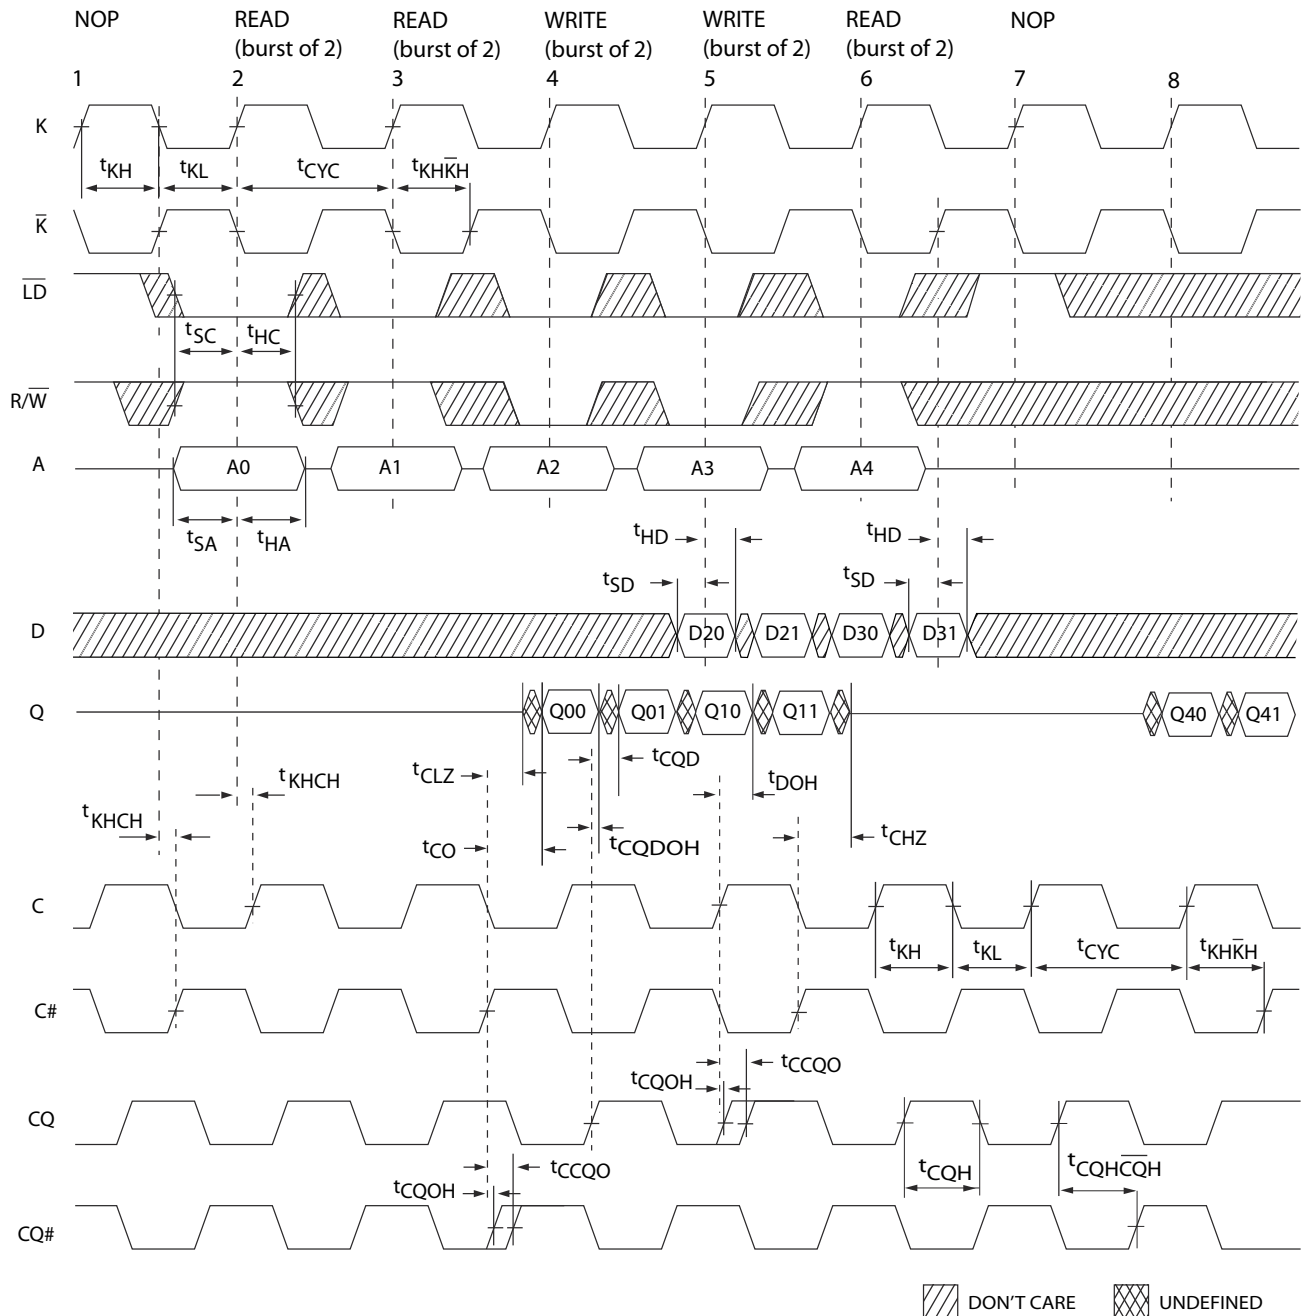 NOP READ READ WRITE WRITE READ NOP
(burst of 2) (burst of 2) (burst of 2) (burst of 2) (burst of 2)
1 2 3 4 5 6 7 8
K
tKH tKL tCYC tKHK̅H
K̅
L̅D̅
tSC tHC
R/W̅
A A0 A1 A2 A3 A4
tSA tHA tHD tHD
tSD tSD
D D20 D21 D30 D31
Q Q00 Q01 Q10 Q11 Q40 Q41
tCLZ tCQD
tKHCH tDOH
tKHCH
tCO tCQDOH tCHZ
C
tKH tKL tCYC tKHK̅H
C#
tCCQO
tCQOH
CQ
tCCQO tCQH tCQHC̅Q̅H
tCQOH
CQ#
DON'T CARE UNDEFINED